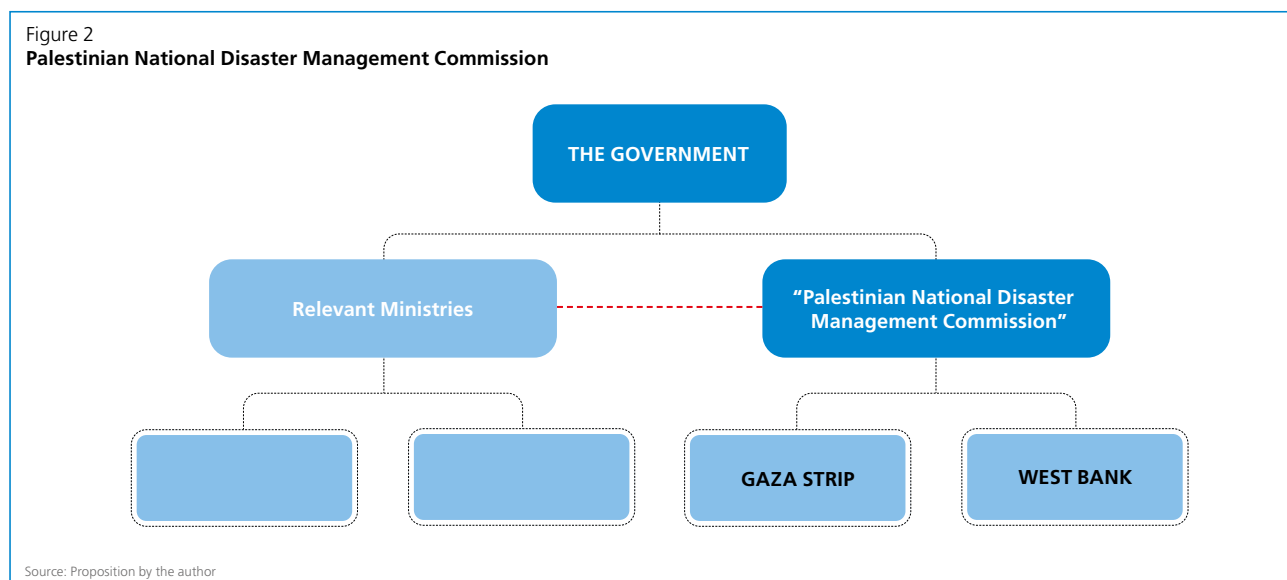 Figure 2
Palestinian National Disaster Management Commission
THE GOVERNMENT
Relevant Ministries
“Palestinian National Disaster
Management Commission”
GAZA STRIP
WEST BANK
Source: Proposition by the author